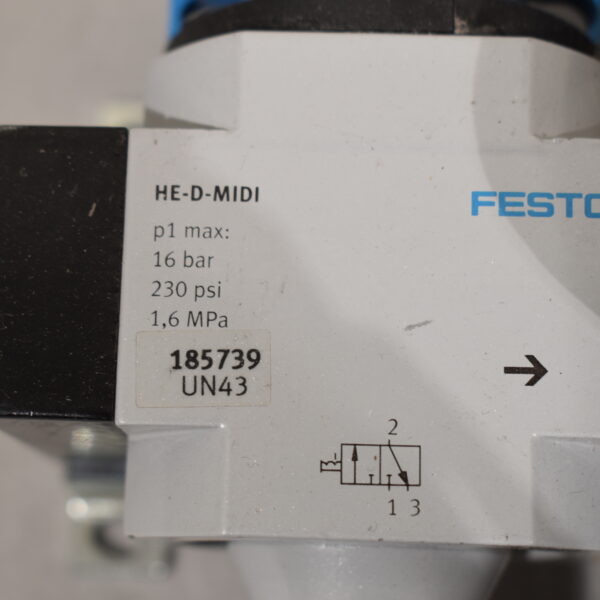 HE-D-MIDI
FESTO
p1 max:
16 bar
230 psi
1,6 MPa
185739
UN43
2
1 3